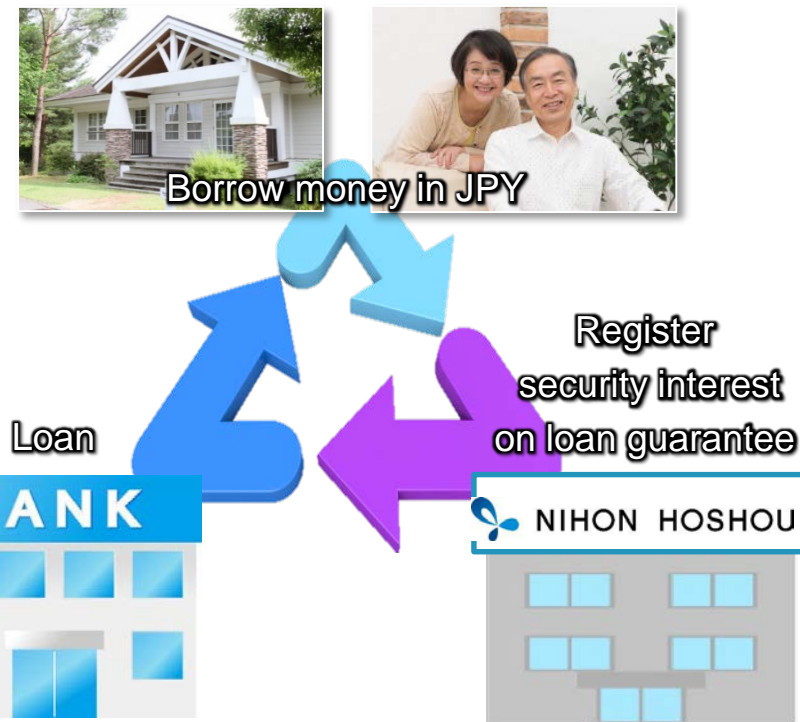 Borrow money in JPY
Register
security interest
on loan guarantee
Loan
ANK
NIHON HOSHOU